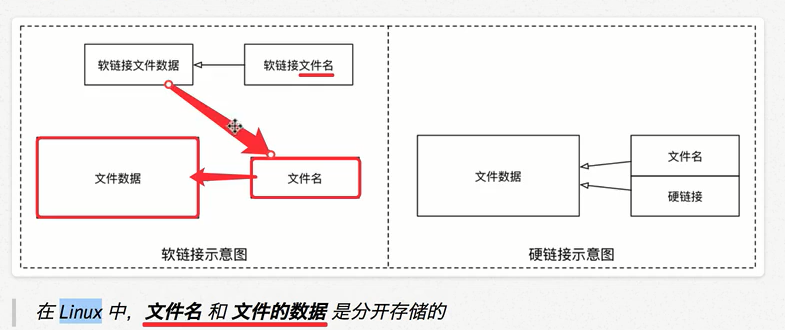 软链接文件数据
软链接文件名
文件数据
文件名
软链接示意图
文件数据
文件名
硬链接
硬链接示意图
在 Linux 中，文件名 和 文件的数据 是分开存储的